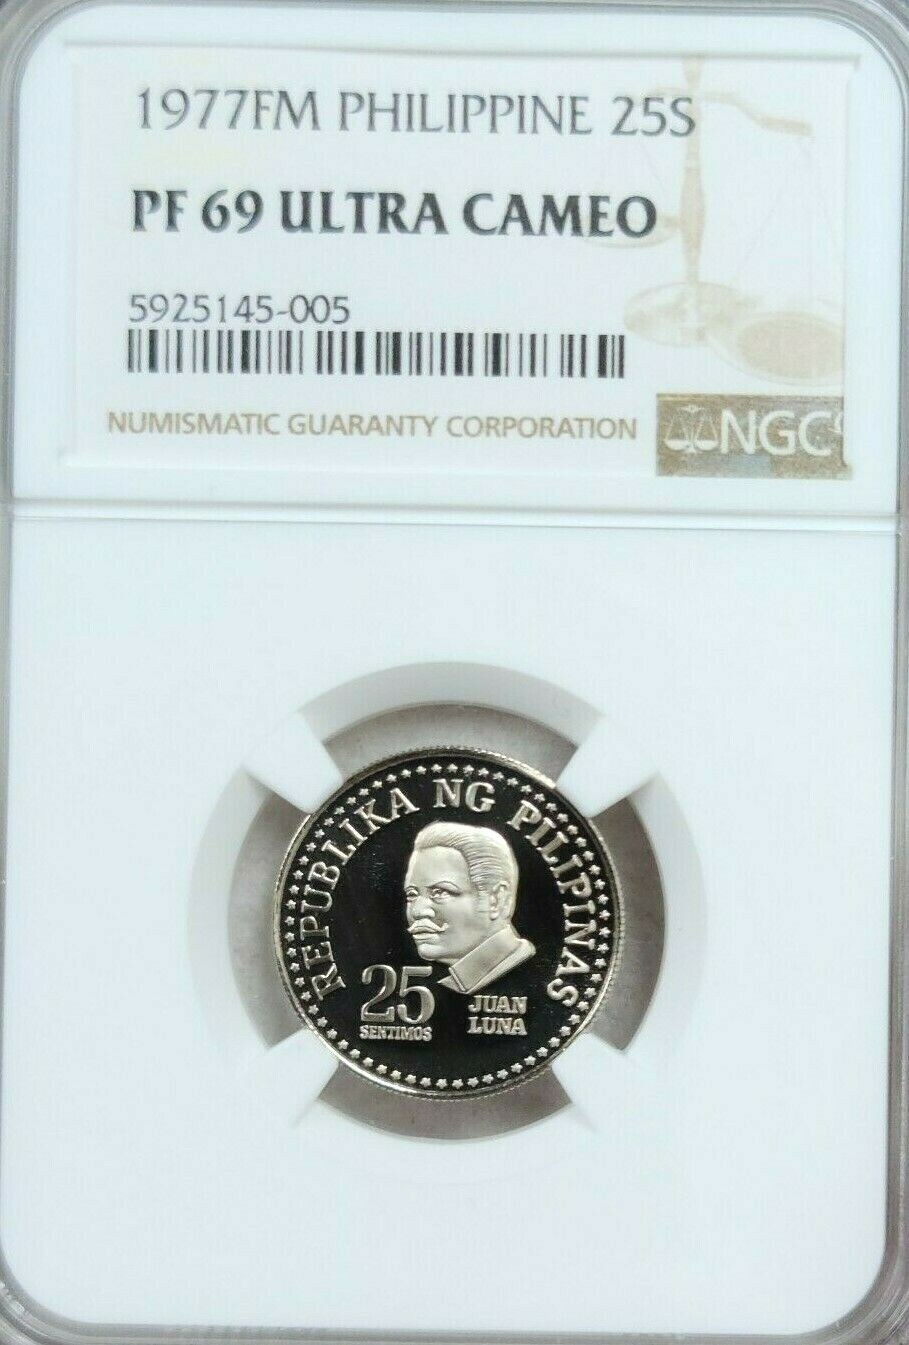 1977FM PHILIPPINE 25S
PF 69 ULTRA CAMEO
5925145-005
NUMISMATIC GUARANTY CORPORATION
NGC
REPUBLIKA NG PILIPINAS
25
SENTIMOS
JUAN
LUNA